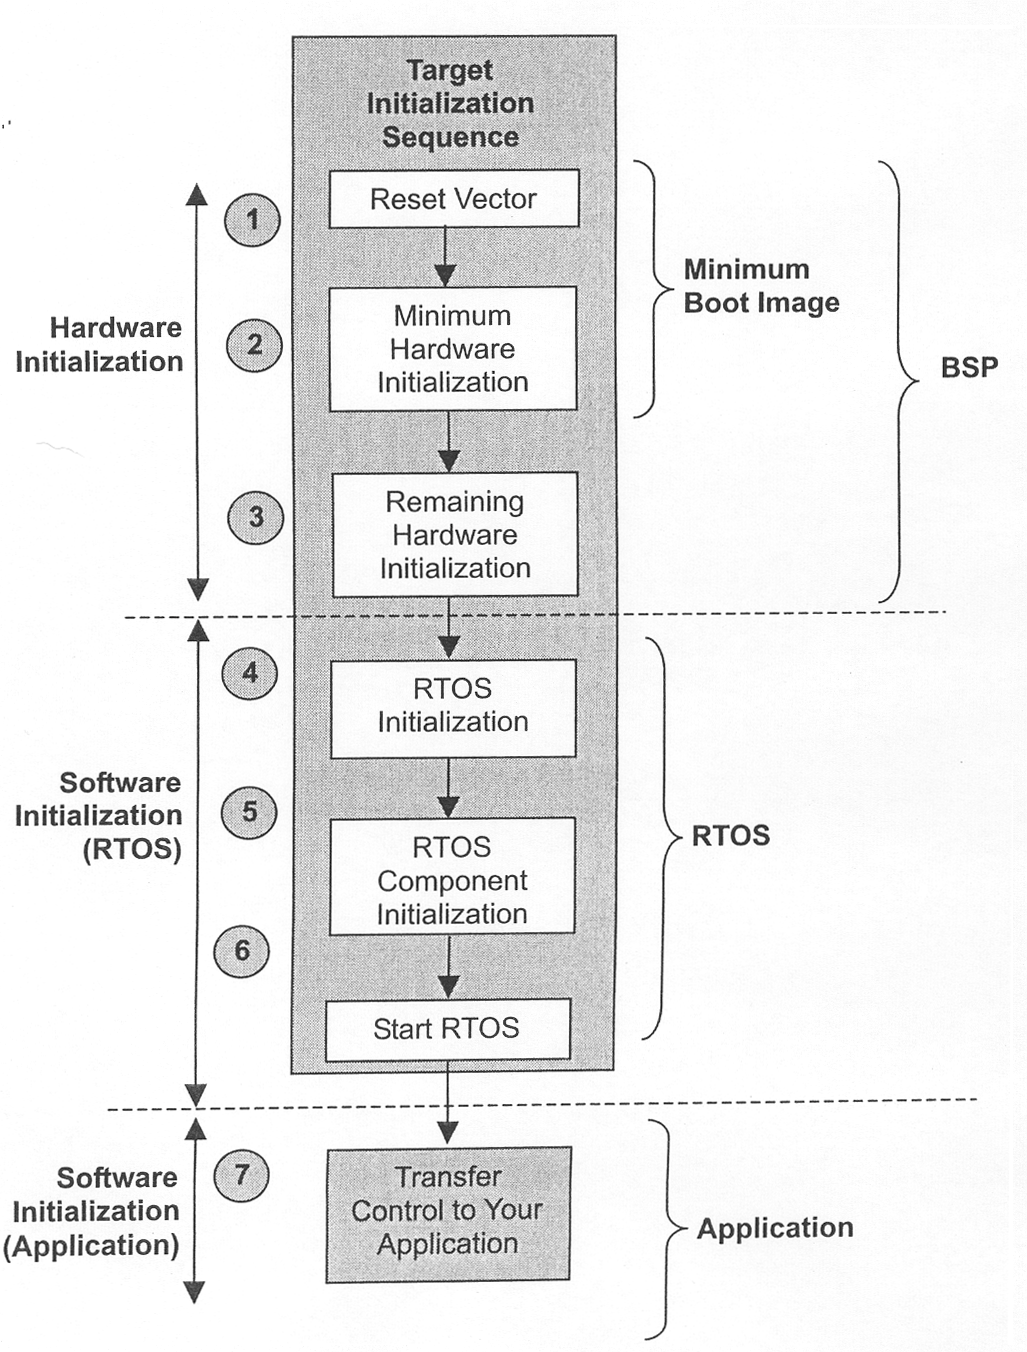 Target
Initialization
Sequence
1
Reset Vector
Minimum
Boot Image
Hardware
Initialization
2
Minimum
Hardware
Initialization
BSP
3
Remaining
Hardware
Initialization
4
RTOS
Initialization
Software
Initialization
(RTOS)
5
RTOS
Component
Initialization
RTOS
6
Start RTOS
Software
Initialization
(Application)
7
Transfer
Control to Your
Application
Application